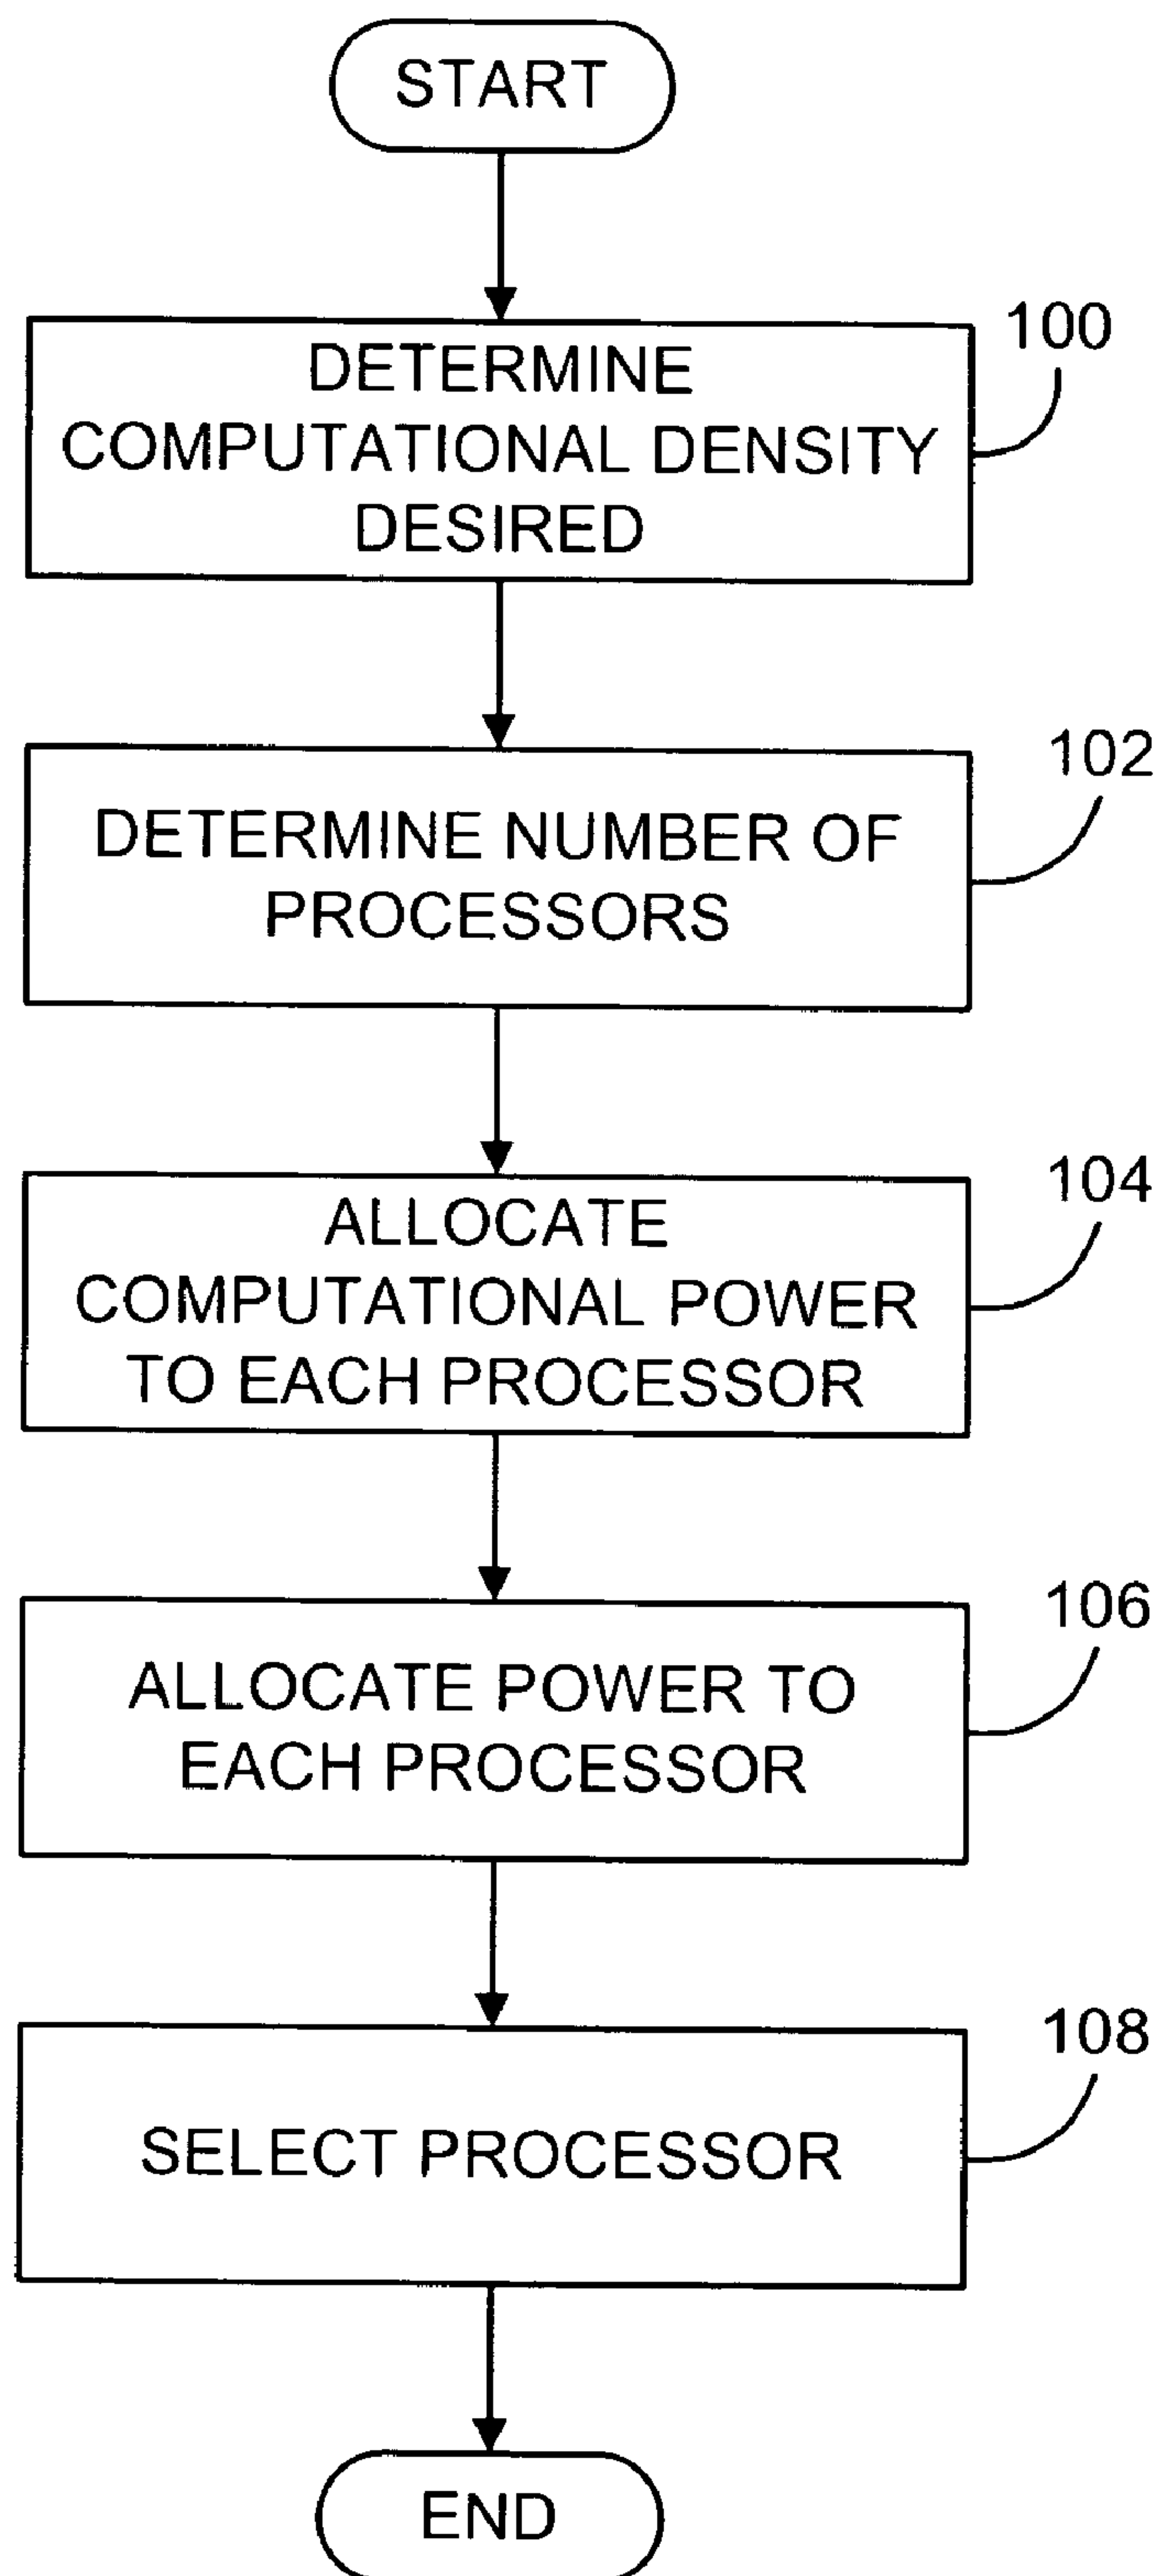 START
100
DETERMINE
COMPUTATIONAL DENSITY
DESIRED
102
DETERMINE NUMBER OF
PROCESSORS
104
ALLOCATE
COMPUTATIONAL POWER
TO EACH PROCESSOR
106
ALLOCATE POWER TO
EACH PROCESSOR
108
SELECT PROCESSOR
END